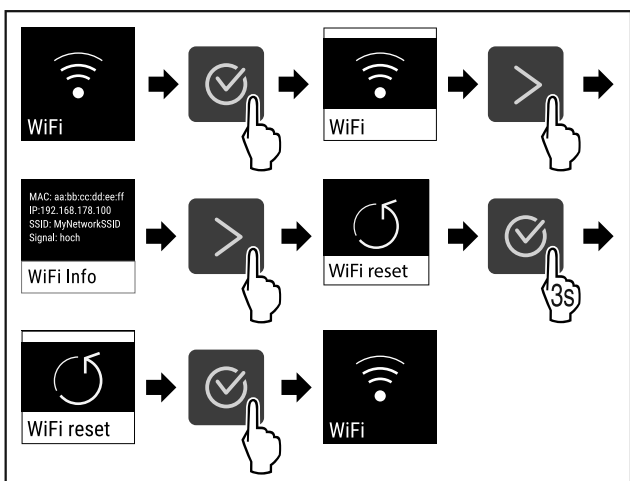 WiFi
WiFi
MAC: aa:bb:cc:dd:ee:ff
IP:192.168.178.100
SSID: MyNetworkSSID
Signal: hoch
WiFi Info
WiFi reset
3s
WiFi reset
WiFi